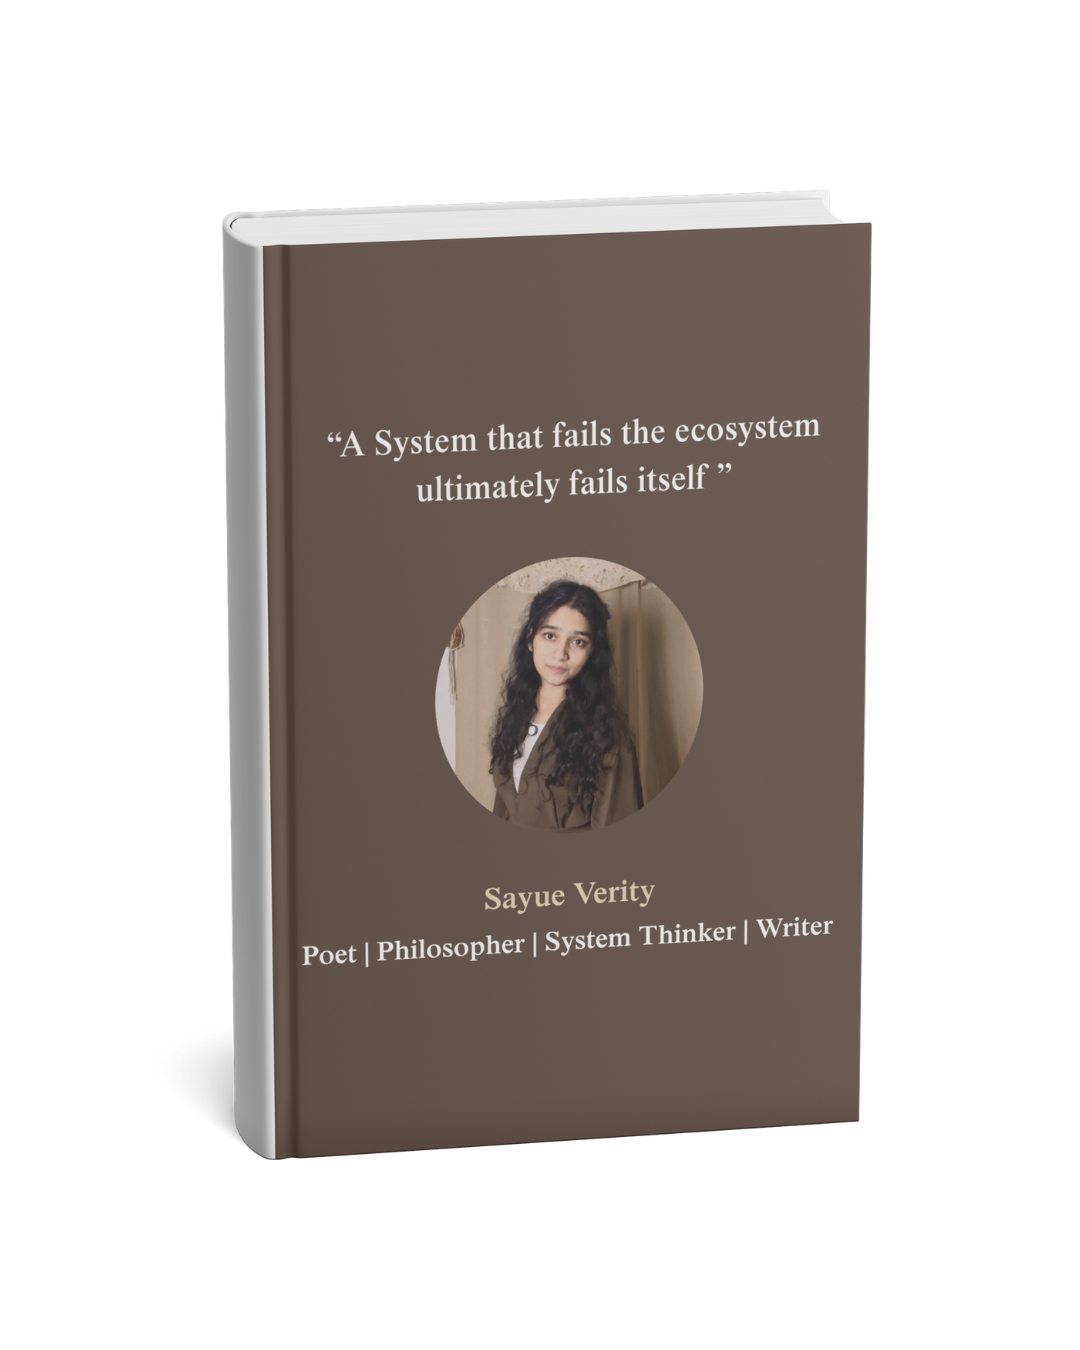 “A System that fails the ecosystem
ultimately fails itself ”
Sayue Verity
Poet | Philosopher | System Thinker | Writer